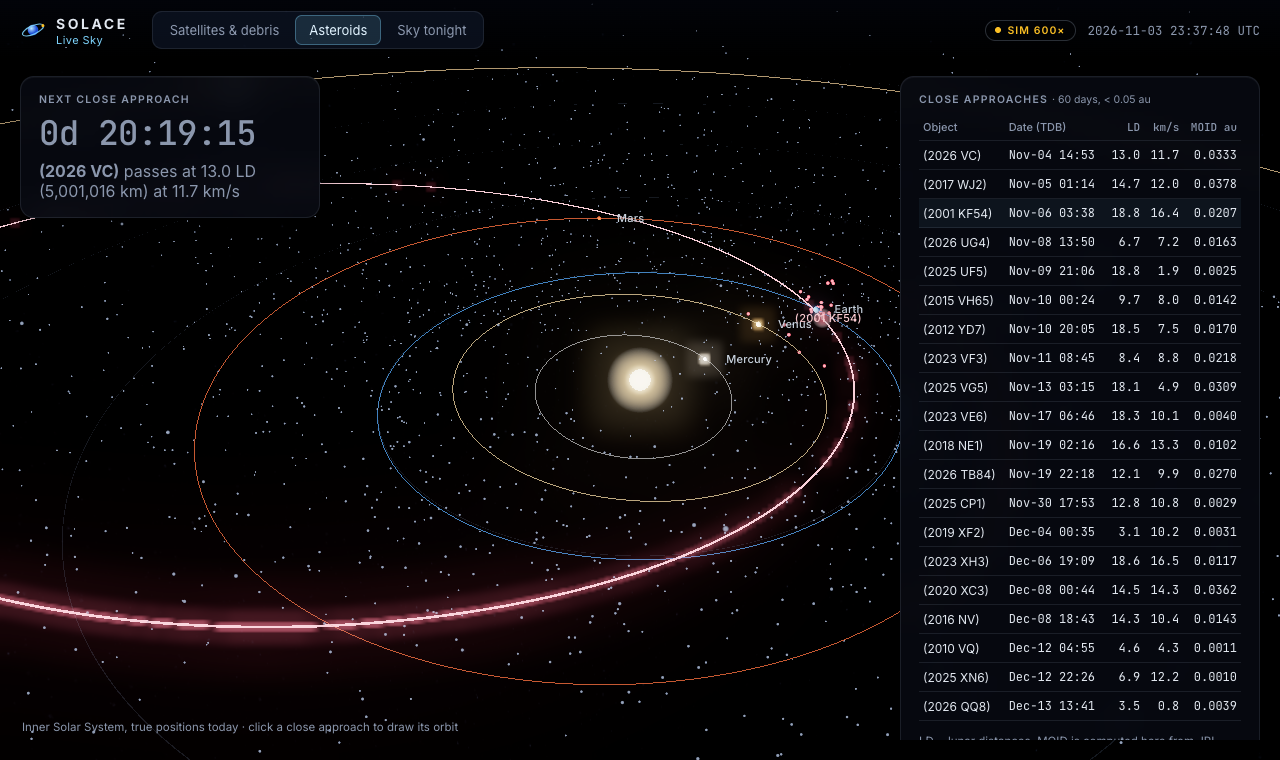 SOLACE
Live Sky
Satellites & debris
Asteroids
Sky tonight
SIM 600×
2026-11-03 23:37:48 UTC
NEXT CLOSE APPROACH
0d 20:19:15
(2026 VC) passes at 13.0 LD
(5,001,016 km) at 11.7 km/s
Mars
Earth
(2001 KF54)
Venus
Mercury
CLOSE APPROACHES · 60 days, < 0.05 au
Object Date (TDB) LD km/s MOID au
(2026 VC) Nov-04 14:53 13.0 11.7 0.0333
(2017 WJ2) Nov-05 01:14 14.7 12.0 0.0378
(2001 KF54) Nov-06 03:38 18.8 16.4 0.0207
(2026 UG4) Nov-08 13:50 6.7 7.2 0.0163
(2025 UF5) Nov-09 21:06 18.8 1.9 0.0025
(2015 VH65) Nov-10 00:24 9.7 8.0 0.0142
(2012 YD7) Nov-10 20:05 18.5 7.5 0.0170
(2023 VF3) Nov-11 08:45 8.4 8.8 0.0218
(2025 VG5) Nov-13 03:15 18.1 4.9 0.0309
(2023 VE6) Nov-17 06:46 18.3 10.1 0.0040
(2018 NE1) Nov-19 02:16 16.6 13.3 0.0102
(2026 TB84) Nov-19 22:18 12.1 9.9 0.0270
(2025 CP1) Nov-30 17:53 12.8 10.8 0.0029
(2019 XF2) Dec-04 00:35 3.1 10.2 0.0031
(2023 XH3) Dec-06 19:09 18.6 16.5 0.0117
(2020 XC3) Dec-08 00:44 14.5 14.3 0.0362
(2016 NV) Dec-08 18:43 14.3 10.4 0.0143
(2010 VQ) Dec-12 04:55 4.6 4.3 0.0011
(2025 XN6) Dec-12 22:26 6.9 12.2 0.0010
(2026 QQ8) Dec-13 13:41 3.5 0.8 0.0039
Inner Solar System, true positions today · click a close approach to draw its orbit